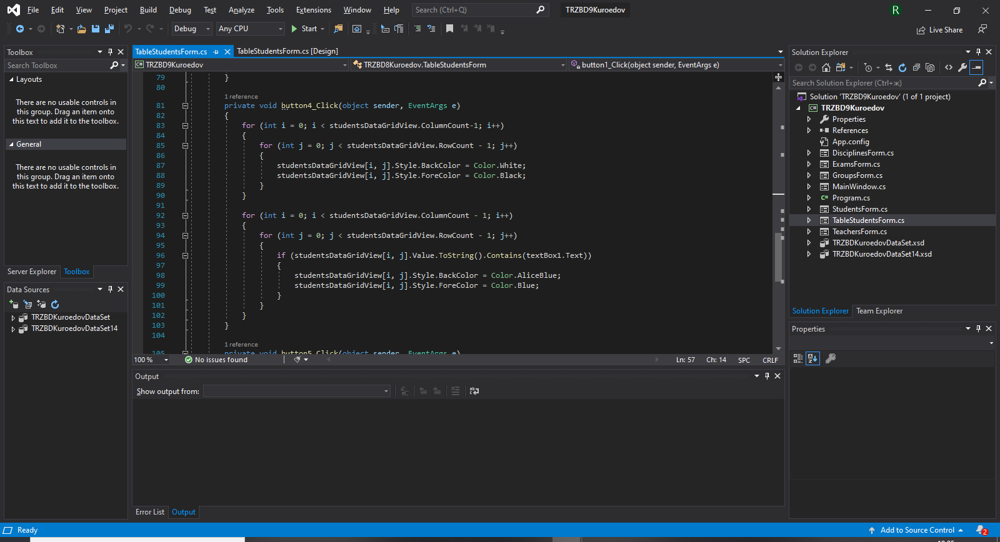 File Edit View Project Build Debug Test Analyze Tools Extensions Window Help Search (Ctrl+Q) TRZBD9Kuroedov R
Debug Any CPU Start Live Share
Toolbox
Search Toolbox
Layouts
There are no usable controls in
this group. Drag an item onto
this text to add it to the toolbox.
General
There are no usable controls in
this group. Drag an item onto
this text to add it to the toolbox.
Server Explorer Toolbox
Data Sources
TRZBDKuroedovDataSet
TRZBDKuroedovDataSet14
TableStudentsForm.cs TableStudentsForm.cs [Design]
C# TRZBD9Kuroedov TRZBD8Kuroedov.TableStudentsForm button1_Click(object sender, EventArgs e)
79 }
80
1 reference
81 private void button4_Click(object sender, EventArgs e)
82 {
83 for (int i = 0; i < studentsDataGridView.ColumnCount-1; i++)
84 {
85 for (int j = 0; j < studentsDataGridView.RowCount - 1; j++)
86 {
87 studentsDataGridView[i, j].Style.BackColor = Color.White;
88 studentsDataGridView[i, j].Style.ForeColor = Color.Black;
89 }
90 }
91
92 for (int i = 0; i < studentsDataGridView.ColumnCount - 1; i++)
93 {
94 for (int j = 0; j < studentsDataGridView.RowCount - 1; j++)
95 {
96 if (studentsDataGridView[i, j].Value.ToString().Contains(textBox1.Text))
97 {
98 studentsDataGridView[i, j].Style.BackColor = Color.AliceBlue;
99 studentsDataGridView[i, j].Style.ForeColor = Color.Blue;
100 }
101 }
102 }
103 }
104
1 reference
105 private void button5_Click(object sender, EventArgs e)
100 % No issues found Ln: 57 Ch: 14 SPC CRLF
Output
Show output from:
Error List Output
Solution Explorer
Search Solution Explorer (Ctrl+ж)
Solution 'TRZBD9Kuroedov' (1 of 1 project)
C# TRZBD9Kuroedov
Properties
References
App.config
DisciplinesForm.cs
ExamsForm.cs
GroupsForm.cs
MainWindow.cs
C# Program.cs
StudentsForm.cs
TableStudentsForm.cs
TeachersForm.cs
TRZBDKuroedovDataSet.xsd
TRZBDKuroedovDataSet14.xsd
Solution Explorer Team Explorer
Properties
Ready Add to Source Control 2